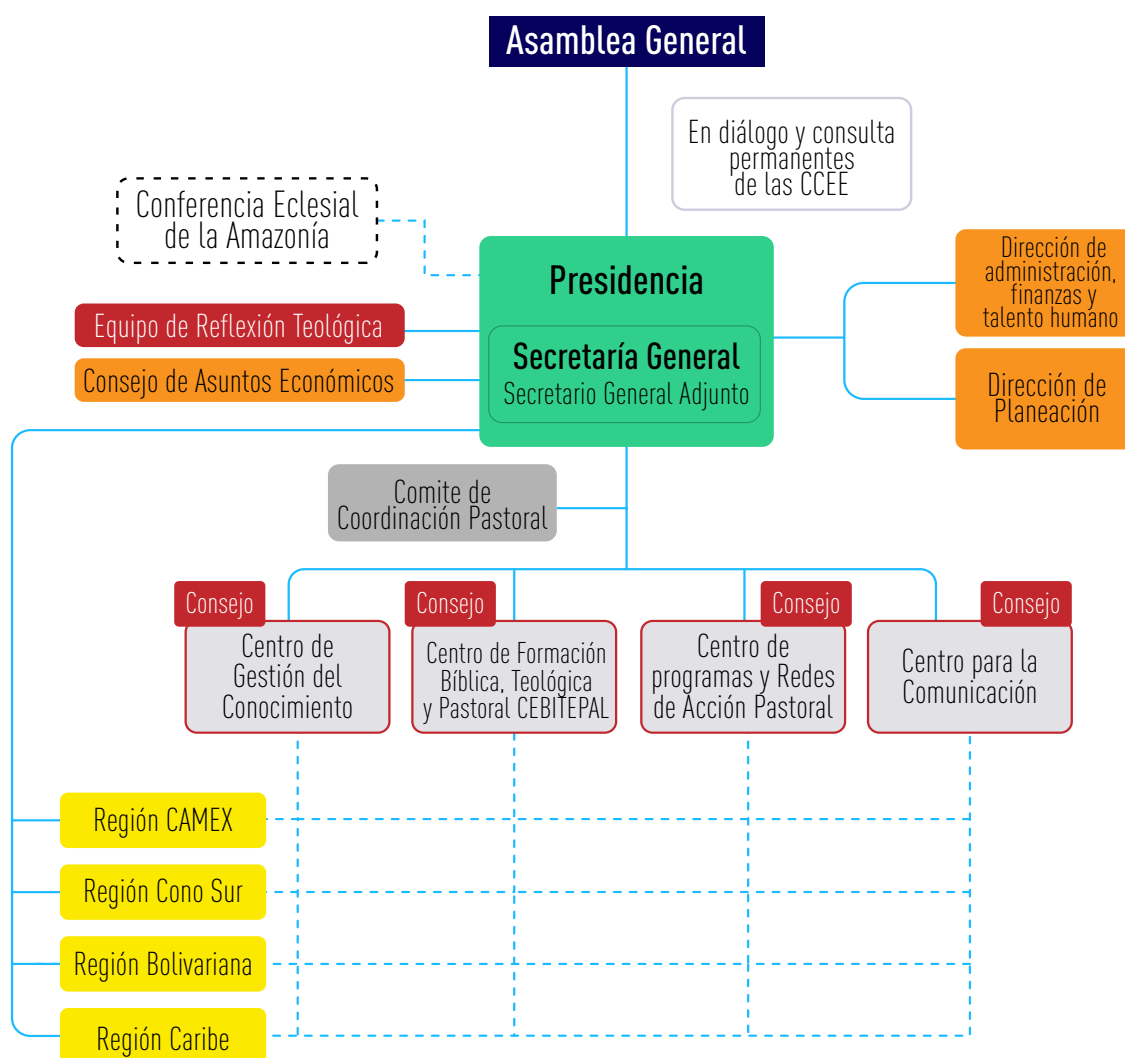 Asamblea General
En diálogo y consulta
permanentes
de las CCEE
Conferencia Eclesial
de la Amazonía
Presidencia
Secretaría General
Secretario General Adjunto
Equipo de Reflexión Teológica
Consejo de Asuntos Económicos
Dirección de
administración,
finanzas y
talento humano
Dirección de
Planeación
Comite de
Coordinación Pastoral
Consejo
Centro de
Gestión del
Conocimiento
Consejo
Centro de Formación
Bíblica, Teológica
y Pastoral CEBITEPAL
Consejo
Centro de
programas y Redes
de Acción Pastoral
Consejo
Centro para la
Comunicación
Región CAMEX
Región Cono Sur
Región Bolivariana
Región Caribe